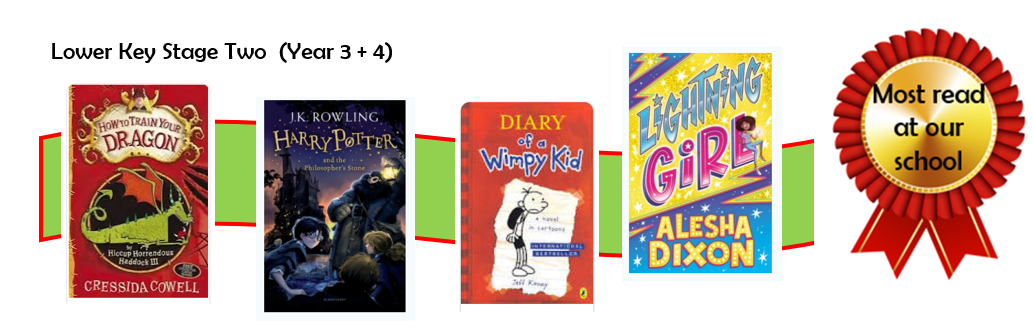 Lower Key Stage Two (Year 3 + 4)
HOW TO TRAIN YOUR
DRAGON
by
Hiccup Horrendous
Haddock III
CRESSIDA COWELL
J.K. ROWLING
HARRY POTTER
and the
Philosopher's Stone
BLOOMSBURY
DIARY
of a
Wimpy Kid
a novel
in cartoons
INTERNATIONAL
BESTSELLER
Jeff Kinney
LIGHTNING
GIRL
ALESHA
DIXON
Most read
at our
school